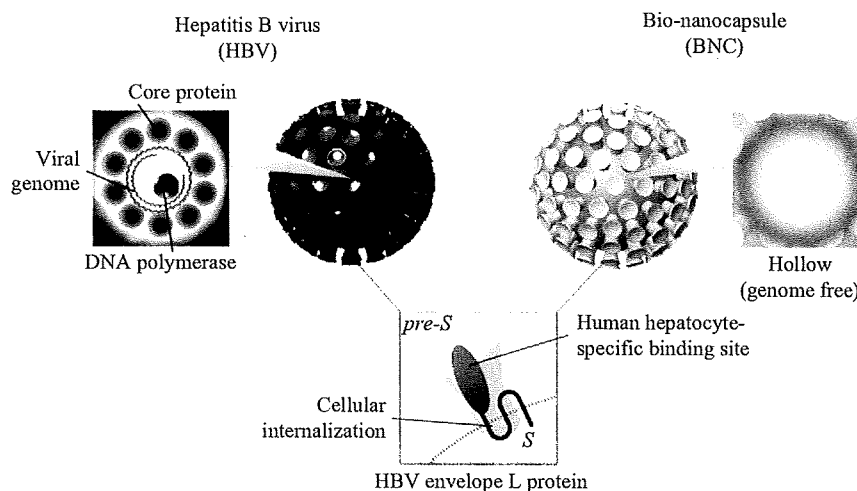 Hepatitis B virus
(HBV)
Bio-nanocapsule
(BNC)
Core protein
Viral
genome
DNA polymerase
Hollow
(genome free)
pre-S
Human hepatocyte-
specific binding site
Cellular
internalization
S
HBV envelope L protein